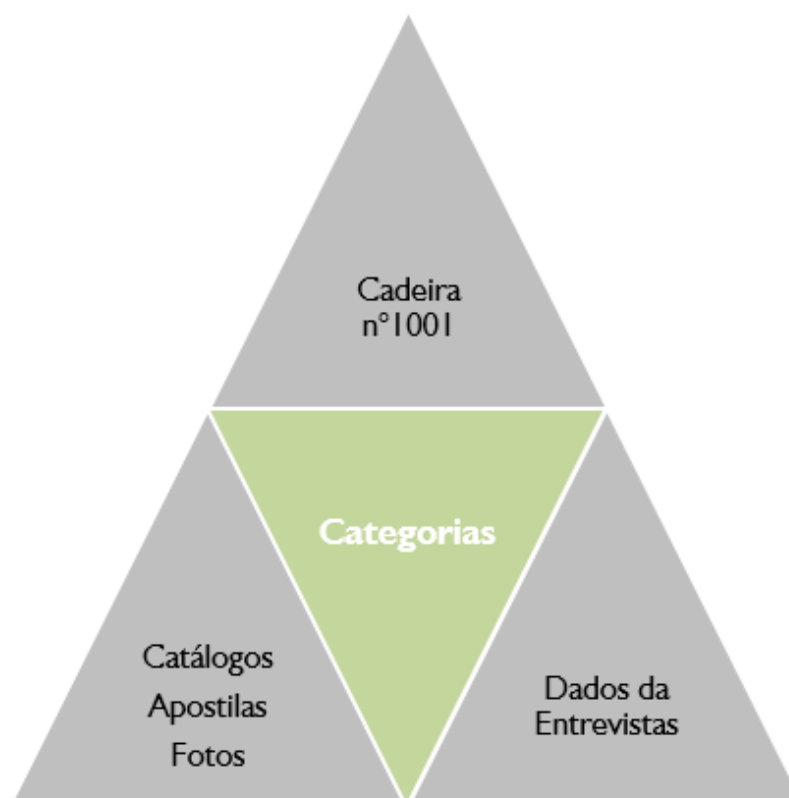 Cadeira
n°1001
Categorias
Catálogos
Apostilas
Fotos
Dados da
Entrevistas